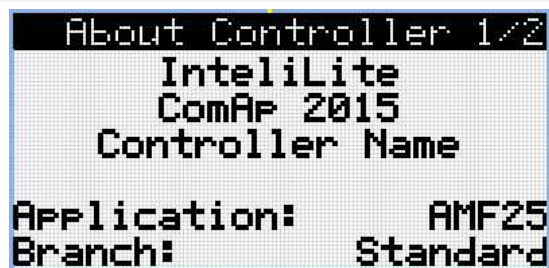 About Controller 1/2
InteliLite
ComAp 2015
Controller Name
Application: AMF25
Branch: Standard